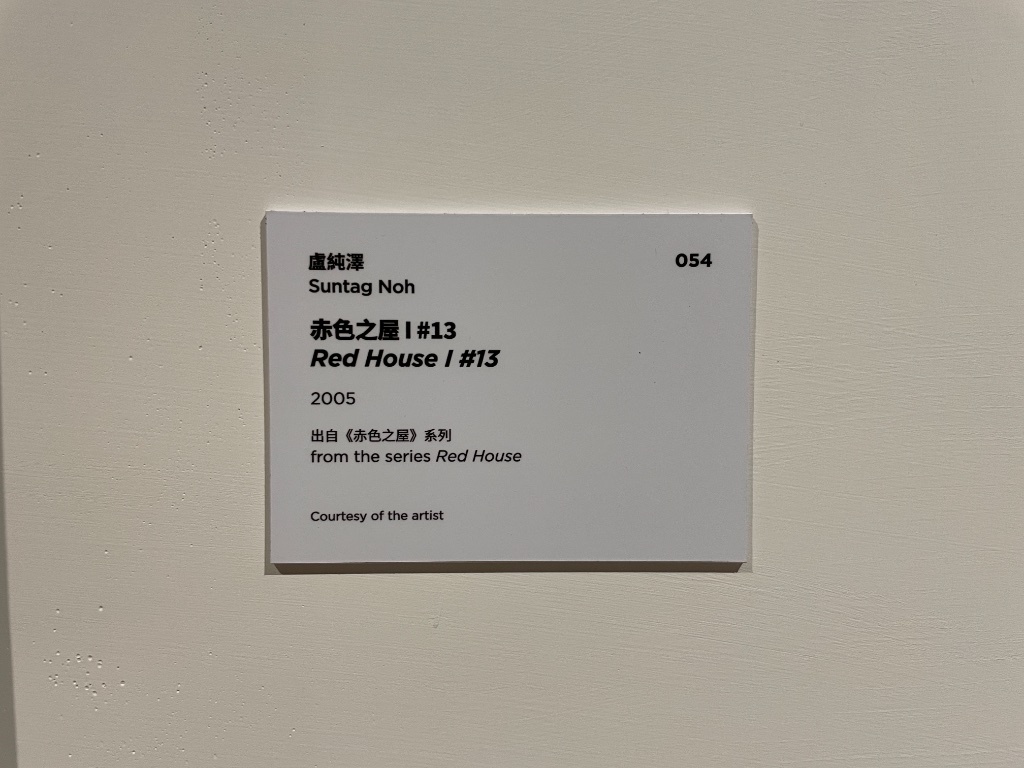 盧純澤
054
Suntag Noh
赤色之屋 I #13
Red House I #13
2005
出自《赤色之屋》系列
from the series Red House
Courtesy of the artist